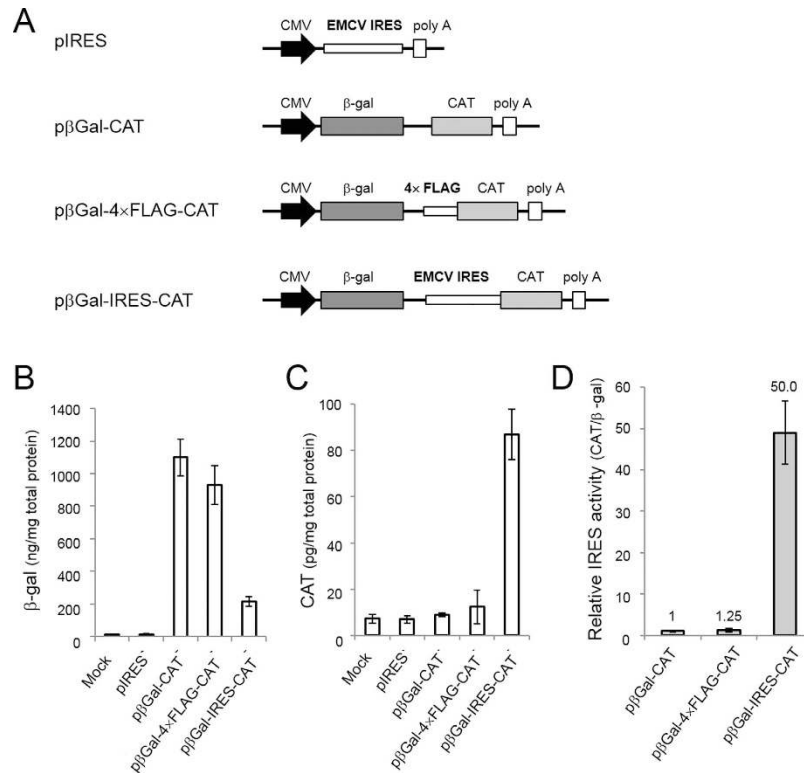 A
pIRES
CMV EMCV IRES poly A
pβGal-CAT
CMV β-gal CAT poly A
pβGal-4×FLAG-CAT
CMV β-gal 4× FLAG CAT poly A
pβGal-IRES-CAT
CMV β-gal EMCV IRES CAT poly A
B
β-gal (ng/mg total protein)
1400
1200
1000
800
600
400
200
0
Mock
pIRES
pβGal-CAT
pβGal-4×FLAG-CAT
pβGal-IRES-CAT
C
CAT (pg/mg total protein)
100
80
60
40
20
0
Mock
pIRES
pβGal-CAT
pβGal-4×FLAG-CAT
pβGal-IRES-CAT
D
Relative IRES activity (CAT/β-gal)
60
50
40
30
20
10
0
1
1.25
50.0
pβGal-CAT
pβGal-4×FLAG-CAT
pβGal-IRES-CAT